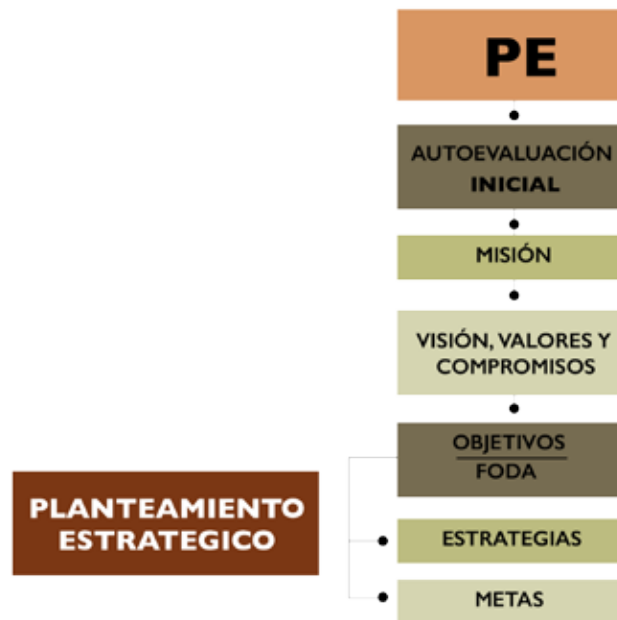 PE
AUTOEVALUACIÓN
INICIAL
MISIÓN
VISIÓN, VALORES Y
COMPROMISOS
OBJETIVOS
FODA
PLANTEAMIENTO
ESTRATEGICO
ESTRATEGIAS
METAS